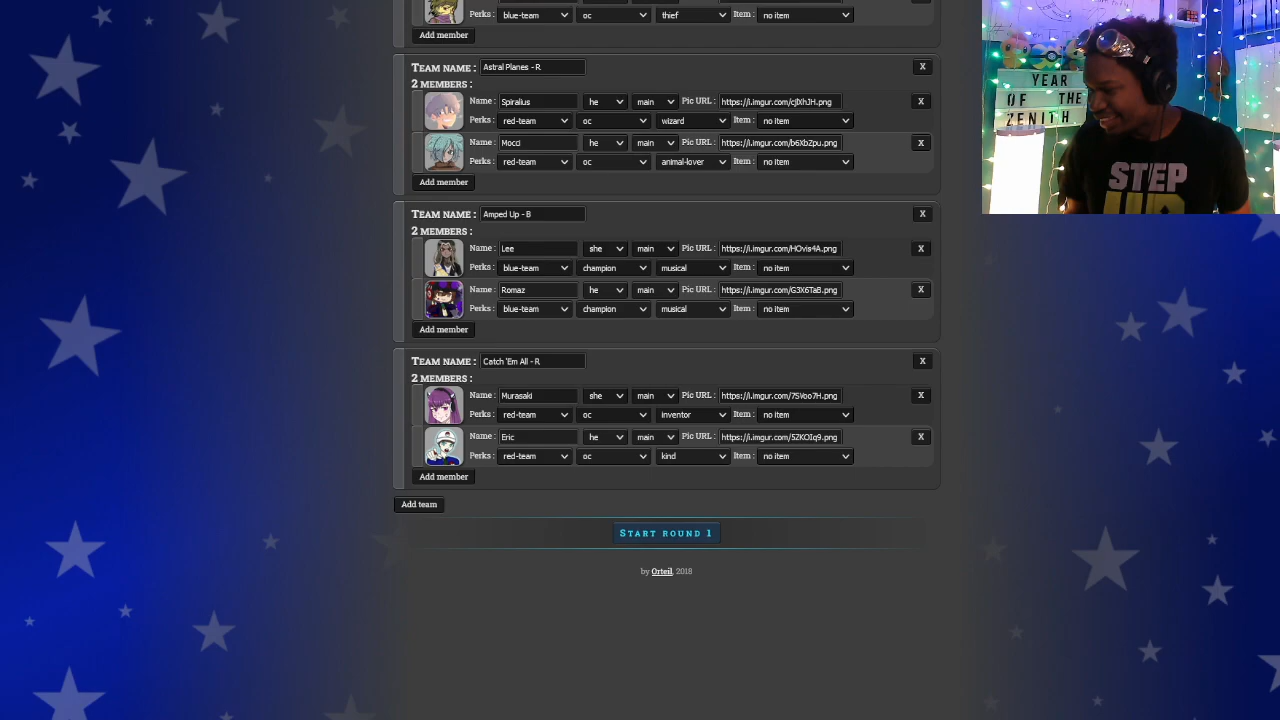 Perks : blue-team oc thief Item : no item
Add member
TEAM NAME : Astral Planes - R X
2 MEMBERS :
Name : Spiralius he main Pic URL : https://i.imgur.com/cJlXhJH.png X
Perks : red-team oc wizard Item : no item
Name : Mocci he main Pic URL : https://i.imgur.com/b6XbZpu.png X
Perks : red-team oc animal-lover Item : no item
Add member
TEAM NAME : Amped Up - B X
2 MEMBERS :
Name : Lee she main Pic URL : https://i.imgur.com/HOvis4A.png X
Perks : blue-team champion musical Item : no item
Name : Romaz he main Pic URL : https://i.imgur.com/G3X6TaB.png X
Perks : blue-team champion musical Item : no item
Add member
TEAM NAME : Catch 'Em All - R X
2 MEMBERS :
Name : Murasaki she main Pic URL : https://i.imgur.com/7SVoo7H.png X
Perks : red-team oc inventor Item : no item
Name : Eric he main Pic URL : https://i.imgur.com/5ZKOIq9.png X
Perks : red-team oc kind Item : no item
Add member
Add team
START ROUND 1
by Orteil, 2018
YEAR
OF THE
ZENITH
STEP
UP